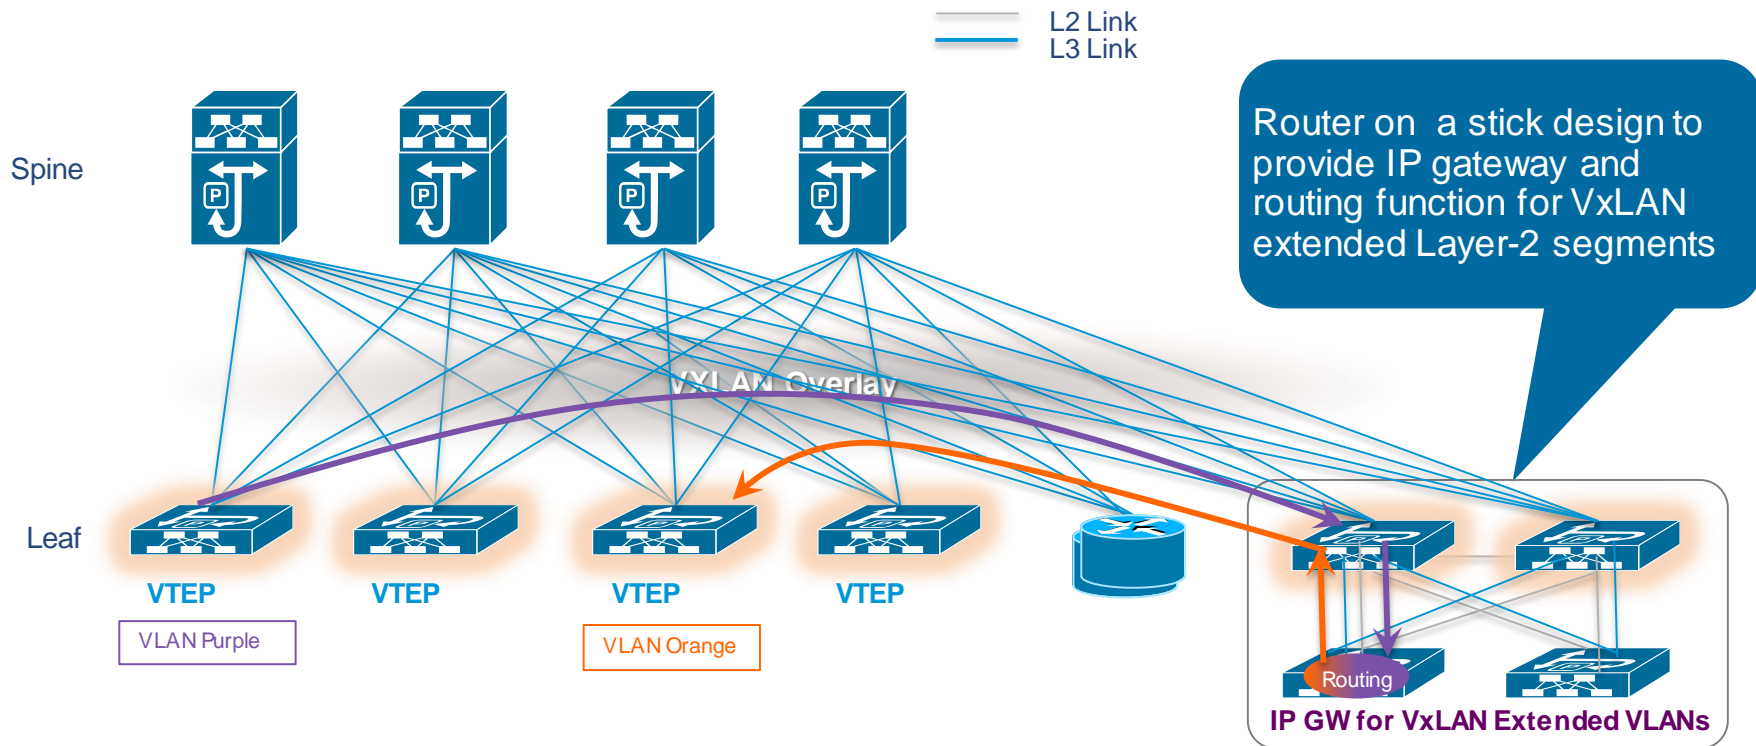 L2 Link
L3 Link
Router on a stick design to
provide IP gateway and
routing function for VxLAN
extended Layer-2 segments
Spine
P
P
P
P
VXLAN Overlay
Leaf
VTEP
VTEP
VTEP
VTEP
VLAN Purple
VLAN Orange
Routing
IP GW for VxLAN Extended VLANs